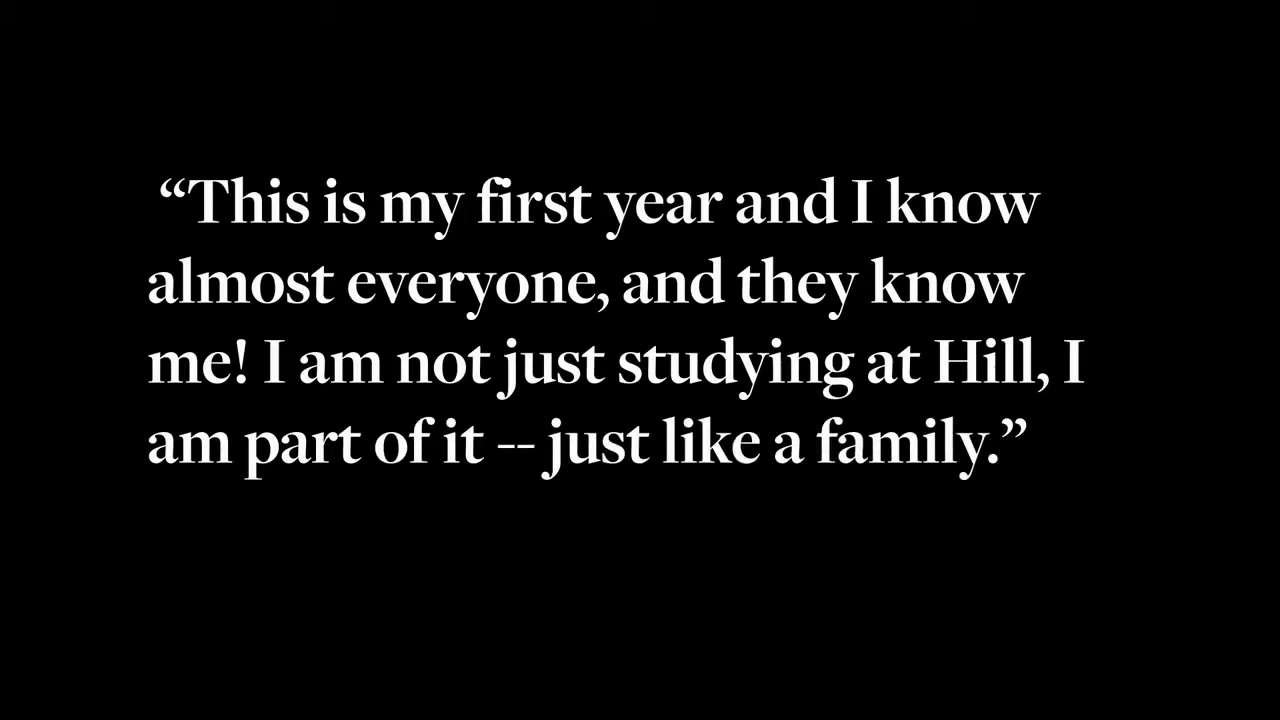 “This is my first year and I know
almost everyone, and they know
me! I am not just studying at Hill, I
am part of it -- just like a family.”